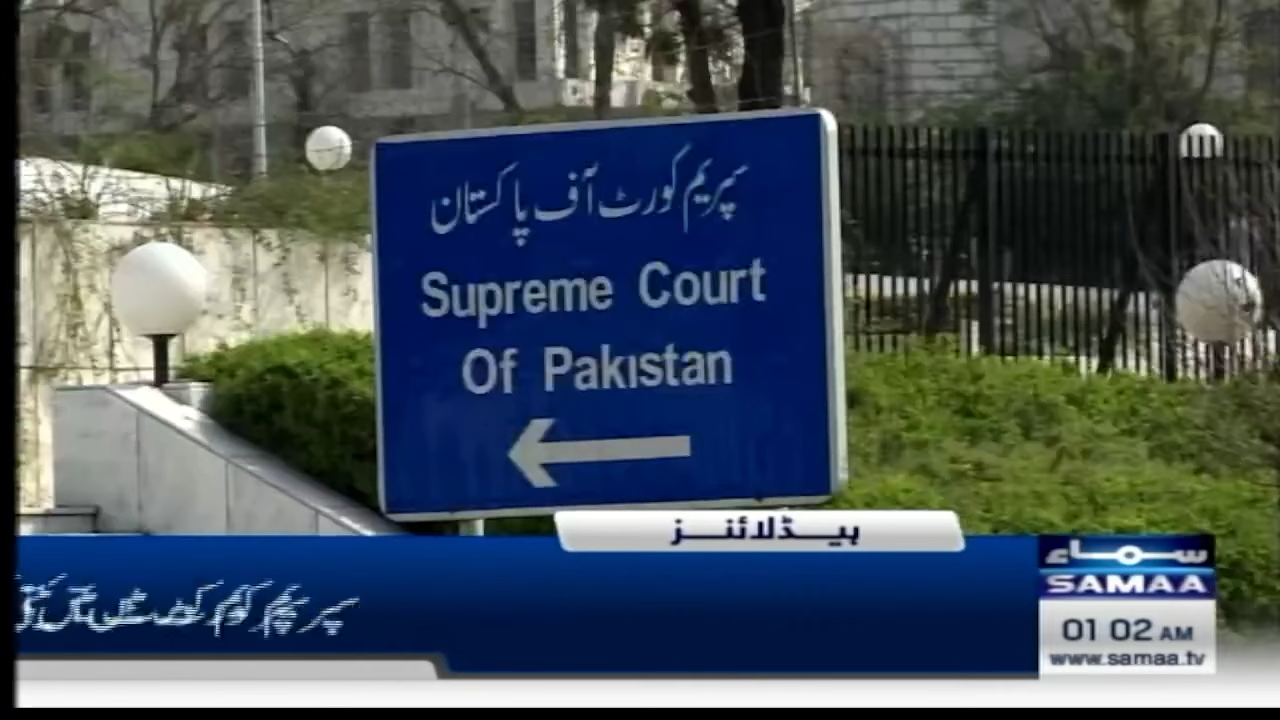 سپریم کورٹ آف پاکستان
Supreme Court
Of Pakistan
ہیڈلائنز
سماء
SAMAA
01 02 AM
www.samaa.tv